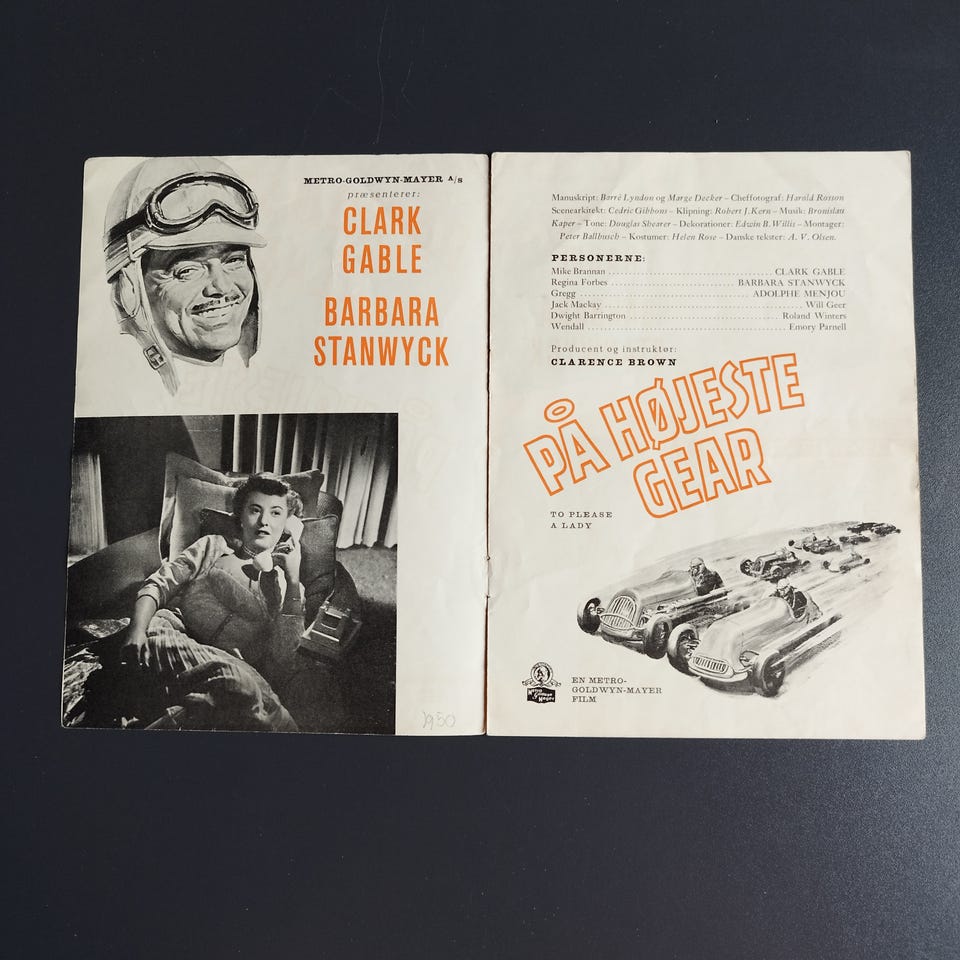 METRO-GOLDWYN-MAYER A/S
præsenterer:
CLARK
GABLE
BARBARA
STANWYCK
1950
Manuskript: Barré Lyndon og Marge Decker – Cheffotograf: Harold Rosson
Scenearkitekt: Cedric Gibbons – Klipning: Robert J. Kern – Musik: Bronislau
Kaper – Tone: Douglas Shearer – Dekorationer: Edwin B. Willis – Montager:
Peter Ballbusch – Kostumer: Helen Rose – Danske tekster: A. V. Olsen.
PERSONERNE:
Mike Brannan ........ CLARK GABLE
Regina Forbes ........ BARBARA STANWYCK
Gregg ........ ADOLPHE MENJOU
Jack Mackay ........ Will Geer
Dwight Barrington ........ Roland Winters
Wendall ........ Emory Parnell
Producent og instruktør:
CLARENCE BROWN
PÅ HØJESTE
GEAR
TO PLEASE
A LADY
Metro
Goldwyn
Mayer
EN METRO-
GOLDWYN-MAYER
FILM